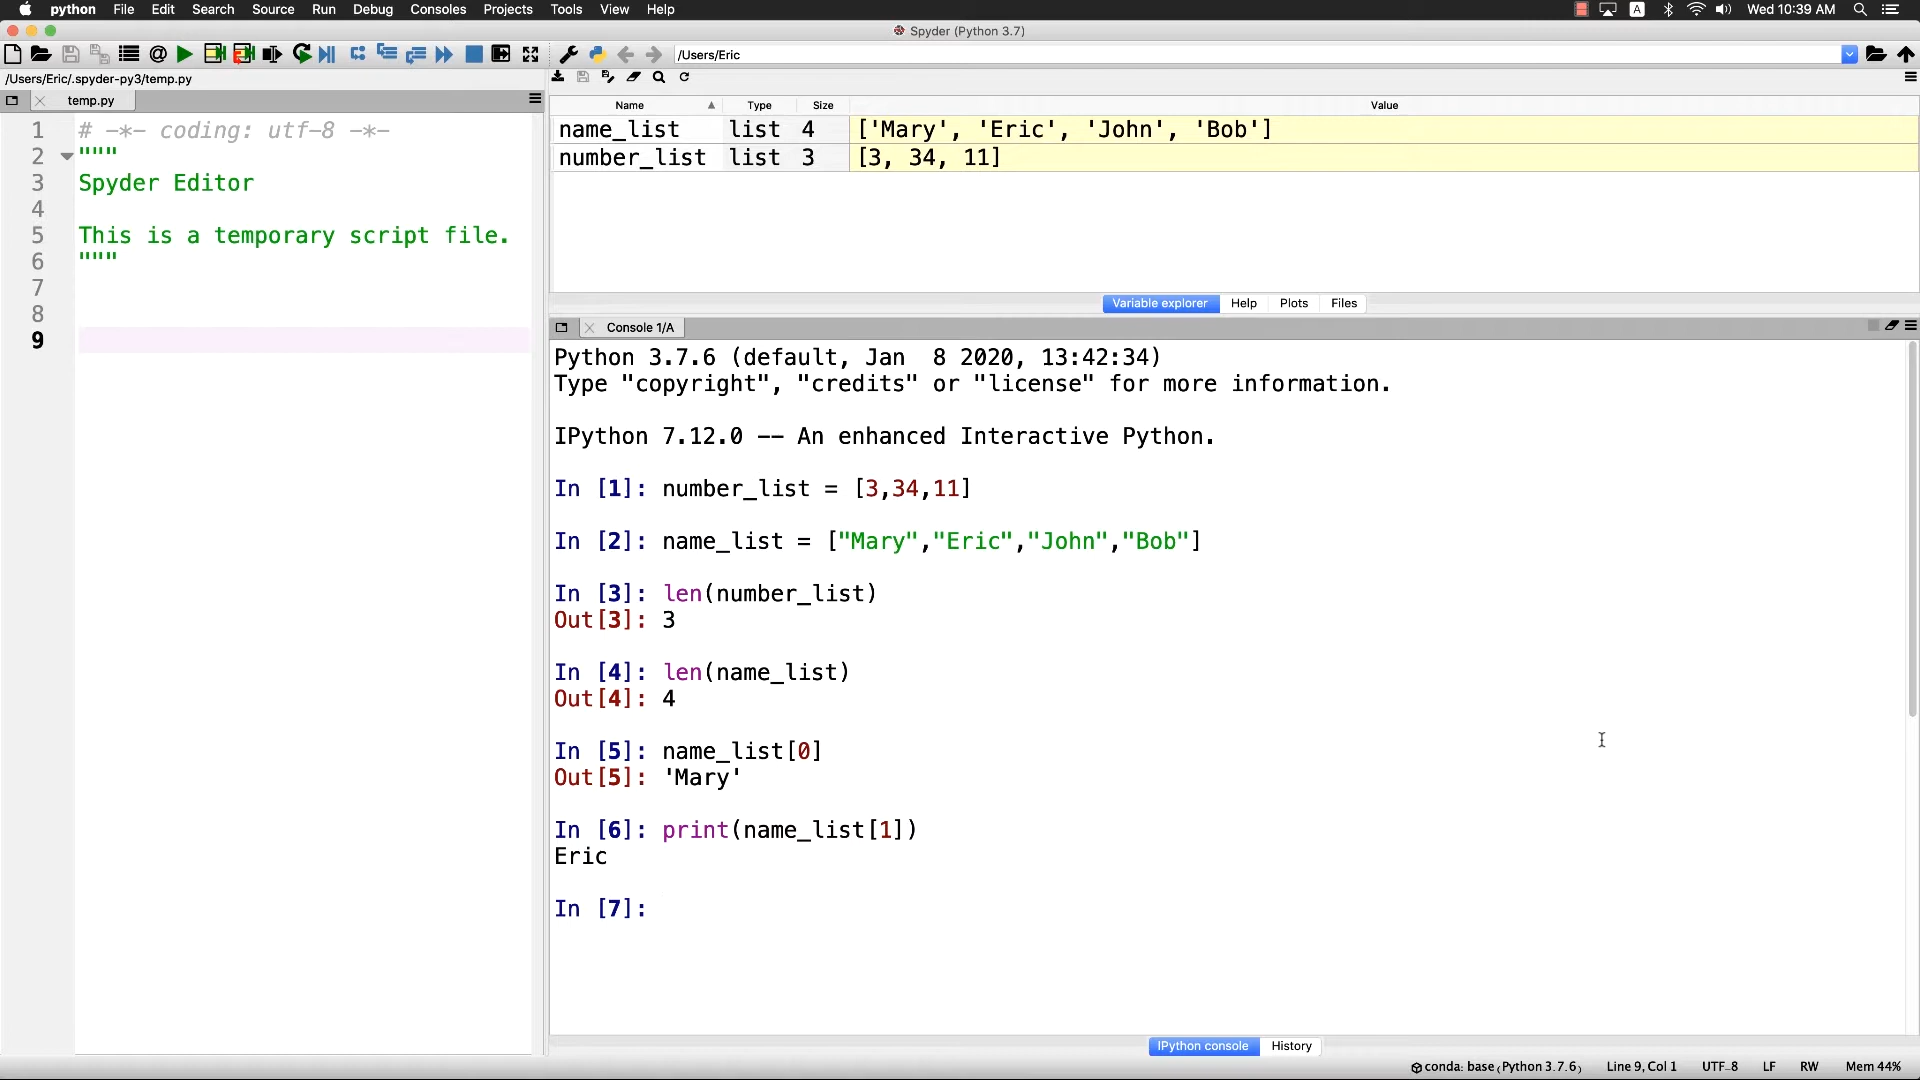 python File Edit Search Source Run Debug Consoles Projects Tools View Help
A Wed 10:39 AM
Spyder (Python 3.7)
/Users/Eric
/Users/Eric/.spyder-py3/temp.py
temp.py
1 # -*- coding: utf-8 -*-
2 """
3 Spyder Editor
4
5 This is a temporary script file.
6 """
7
8
9
Name Type Size Value
name_list list 4 ['Mary', 'Eric', 'John', 'Bob']
number_list list 3 [3, 34, 11]
Variable explorer Help Plots Files
Console 1/A
Python 3.7.6 (default, Jan  8 2020, 13:42:34)
Type "copyright", "credits" or "license" for more information.
IPython 7.12.0 -- An enhanced Interactive Python.
In [1]: number_list = [3,34,11]
In [2]: name_list = ["Mary","Eric","John","Bob"]
In [3]: len(number_list)
Out[3]: 3
In [4]: len(name_list)
Out[4]: 4
In [5]: name_list[0]
Out[5]: 'Mary'
In [6]: print(name_list[1])
Eric
In [7]:
IPython console History
conda: base (Python 3.7.6) Line 9, Col 1 UTF-8 LF RW Mem 44%